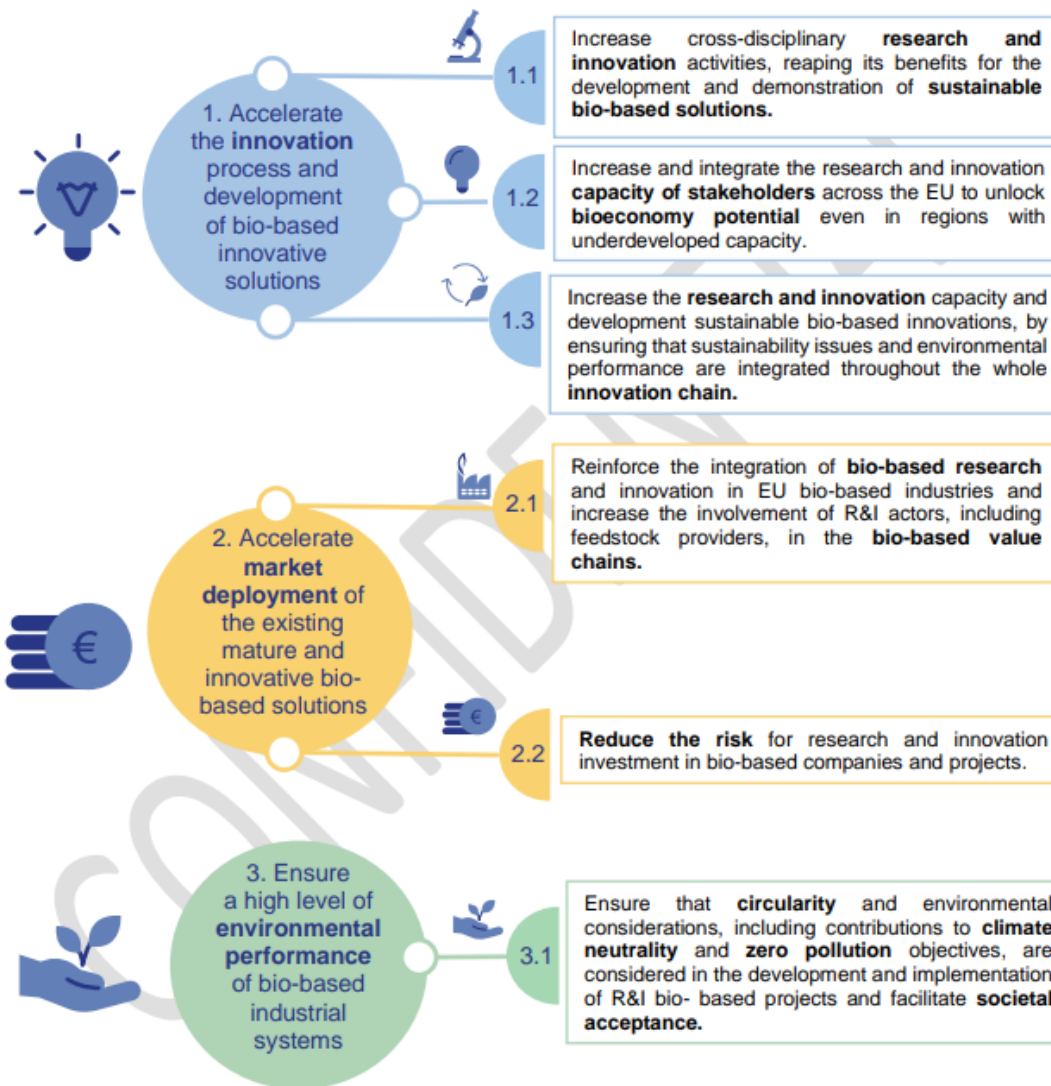 1. Accelerate
the innovation
process and
development
of bio-based
innovative
solutions
1.1
Increase cross-disciplinary research and
innovation activities, reaping its benefits for the
development and demonstration of sustainable
bio-based solutions.
1.2
Increase and integrate the research and innovation
capacity of stakeholders across the EU to unlock
bioeconomy potential even in regions with
underdeveloped capacity.
1.3
Increase the research and innovation capacity and
development sustainable bio-based innovations, by
ensuring that sustainability issues and environmental
performance are integrated throughout the whole
innovation chain.
2. Accelerate
market
deployment of
the existing
mature and
innovative bio-
based solutions
€
2.1
Reinforce the integration of bio-based research
and innovation in EU bio-based industries and
increase the involvement of R&I actors, including
feedstock providers, in the bio-based value
chains.
€
2.2
Reduce the risk for research and innovation
investment in bio-based companies and projects.
3. Ensure
a high level of
environmental
performance
of bio-based
industrial
systems
3.1
Ensure that circularity and environmental
considerations, including contributions to climate
neutrality and zero pollution objectives, are
considered in the development and implementation
of R&I bio- based projects and facilitate societal
acceptance.